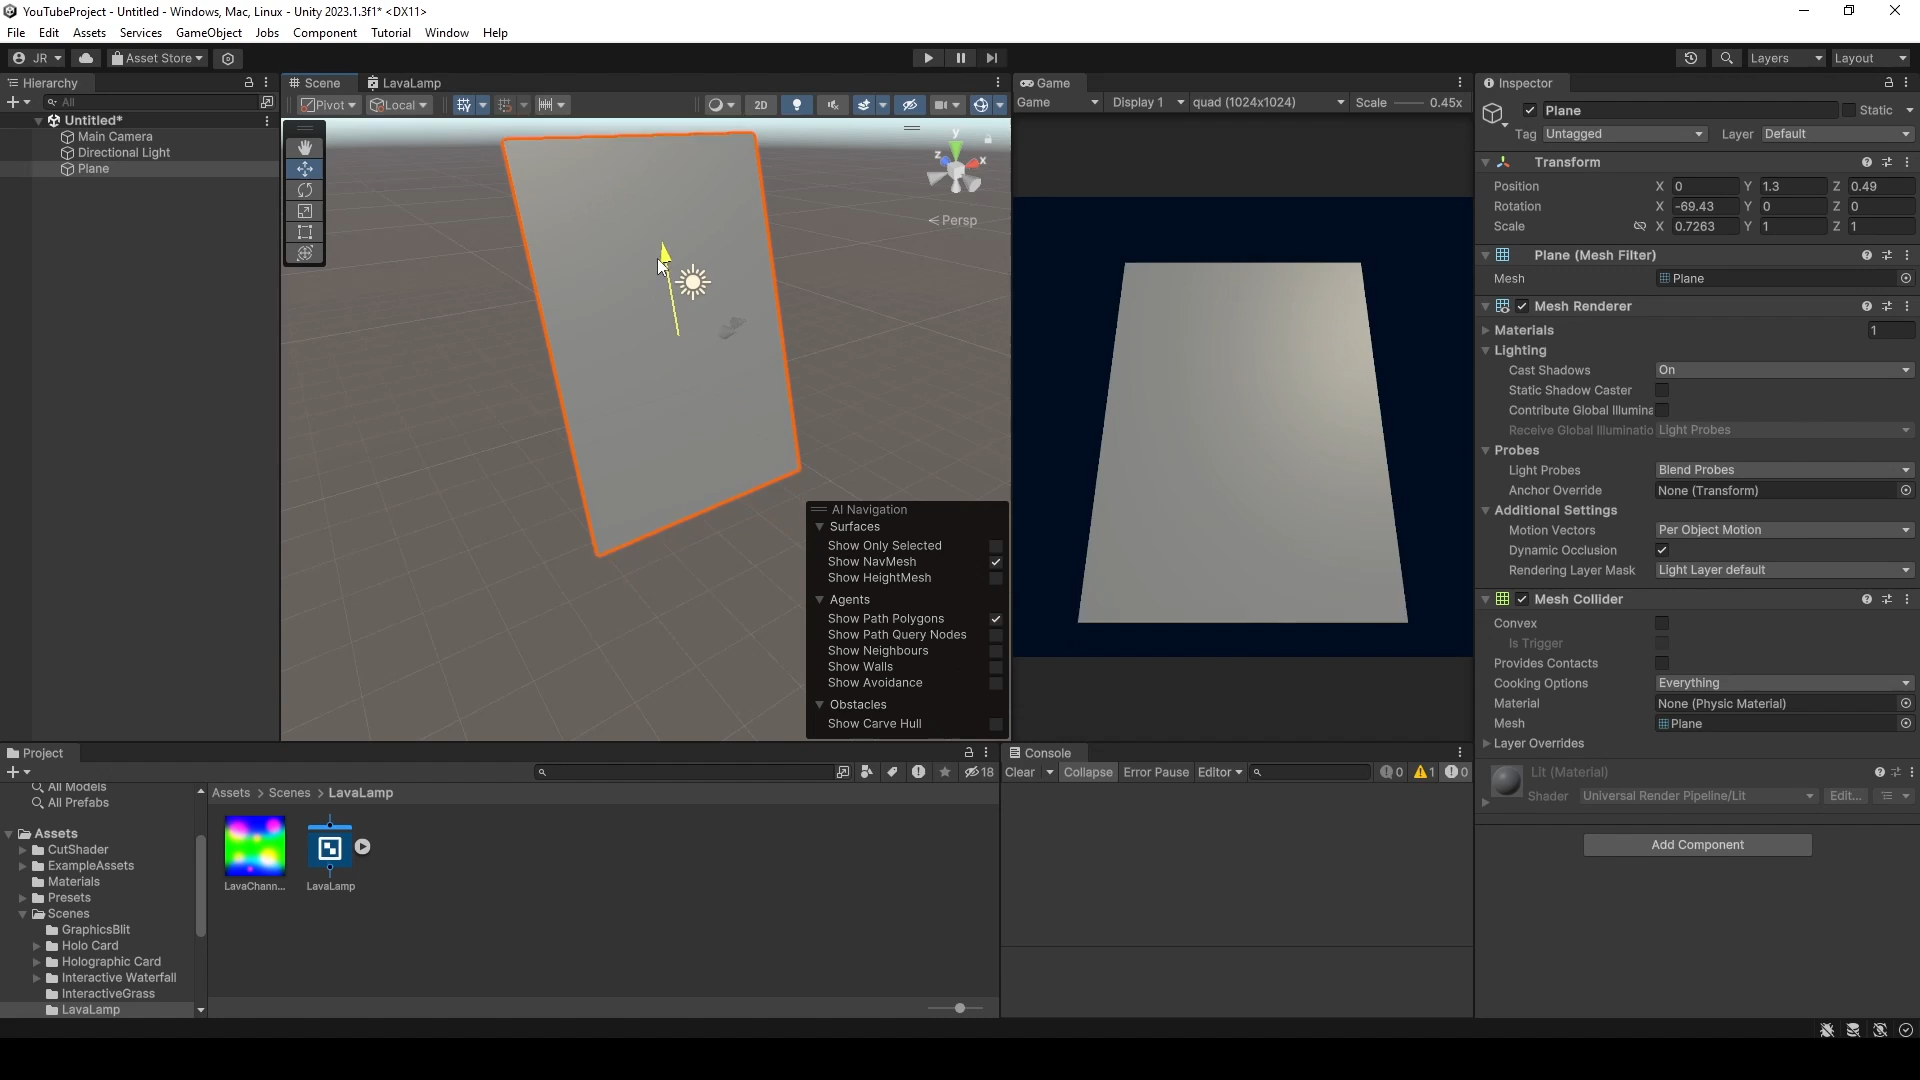 YouTubeProject - Untitled - Windows, Mac, Linux - Unity 2023.1.3f1* <DX11>
File Edit Assets Services GameObject Jobs Component Tutorial Window Help
JR Asset Store Layers Layout
Hierarchy
All
Untitled*
Main Camera
Directional Light
Plane
Scene LavaLamp
Pivot Local 2D
y
z
x
Persp
AI Navigation
Surfaces
Show Only Selected
Show NavMesh
Show HeightMesh
Agents
Show Path Polygons
Show Path Query Nodes
Show Neighbours
Show Walls
Show Avoidance
Obstacles
Show Carve Hull
Game
Game Display 1 quad (1024x1024) Scale 0.45x
Inspector
Plane Static
Tag Untagged Layer Default
Transform
Position X 0 Y 1.3 Z 0.49
Rotation X -69.43 Y 0 Z 0
Scale X 0.7263 Y 1 Z 1
Plane (Mesh Filter)
Mesh Plane
Mesh Renderer
Materials 1
Lighting
Cast Shadows On
Static Shadow Caster
Contribute Global Illumina
Receive Global Illuminatio Light Probes
Probes
Light Probes Blend Probes
Anchor Override None (Transform)
Additional Settings
Motion Vectors Per Object Motion
Dynamic Occlusion
Rendering Layer Mask Light Layer default
Mesh Collider
Convex
Is Trigger
Provides Contacts
Cooking Options Everything
Material None (Physic Material)
Mesh Plane
Layer Overrides
Lit (Material)
Shader Universal Render Pipeline/Lit Edit...
Add Component
Project
18
All Models
All Prefabs
Assets
CutShader
ExampleAssets
Materials
Presets
Scenes
GraphicsBlit
Holo Card
Holographic Card
Interactive Waterfall
InteractiveGrass
LavaLamp
Assets > Scenes > LavaLamp
LavaChann... LavaLamp
Console
Clear Collapse Error Pause Editor 0 1 0